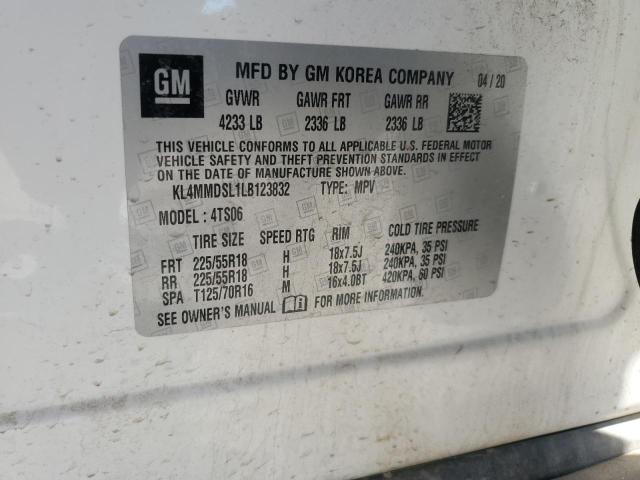 GM
MFD BY GM KOREA COMPANY 04/20
GVWR GAWR FRT GAWR RR
4233 LB 2336 LB 2336 LB
THIS VEHICLE CONFORMS TO ALL APPLICABLE U.S. FEDERAL MOTOR
VEHICLE SAFETY AND THEFT PREVENTION STANDARDS IN EFFECT
ON THE DATE OF MANUFACTURE SHOWN ABOVE.
KL4MMDSL1LB123832 TYPE: MPV
MODEL: 4TS06
TIRE SIZE SPEED RTG RIM COLD TIRE PRESSURE
FRT 225/55R18 H 18x7.5J 240KPA, 35 PSI
RR 225/55R18 H 18x7.5J 240KPA, 35 PSI
SPA T125/70R16 M 16x4.0BT 420KPA, 60 PSI
SEE OWNER'S MANUAL FOR MORE INFORMATION